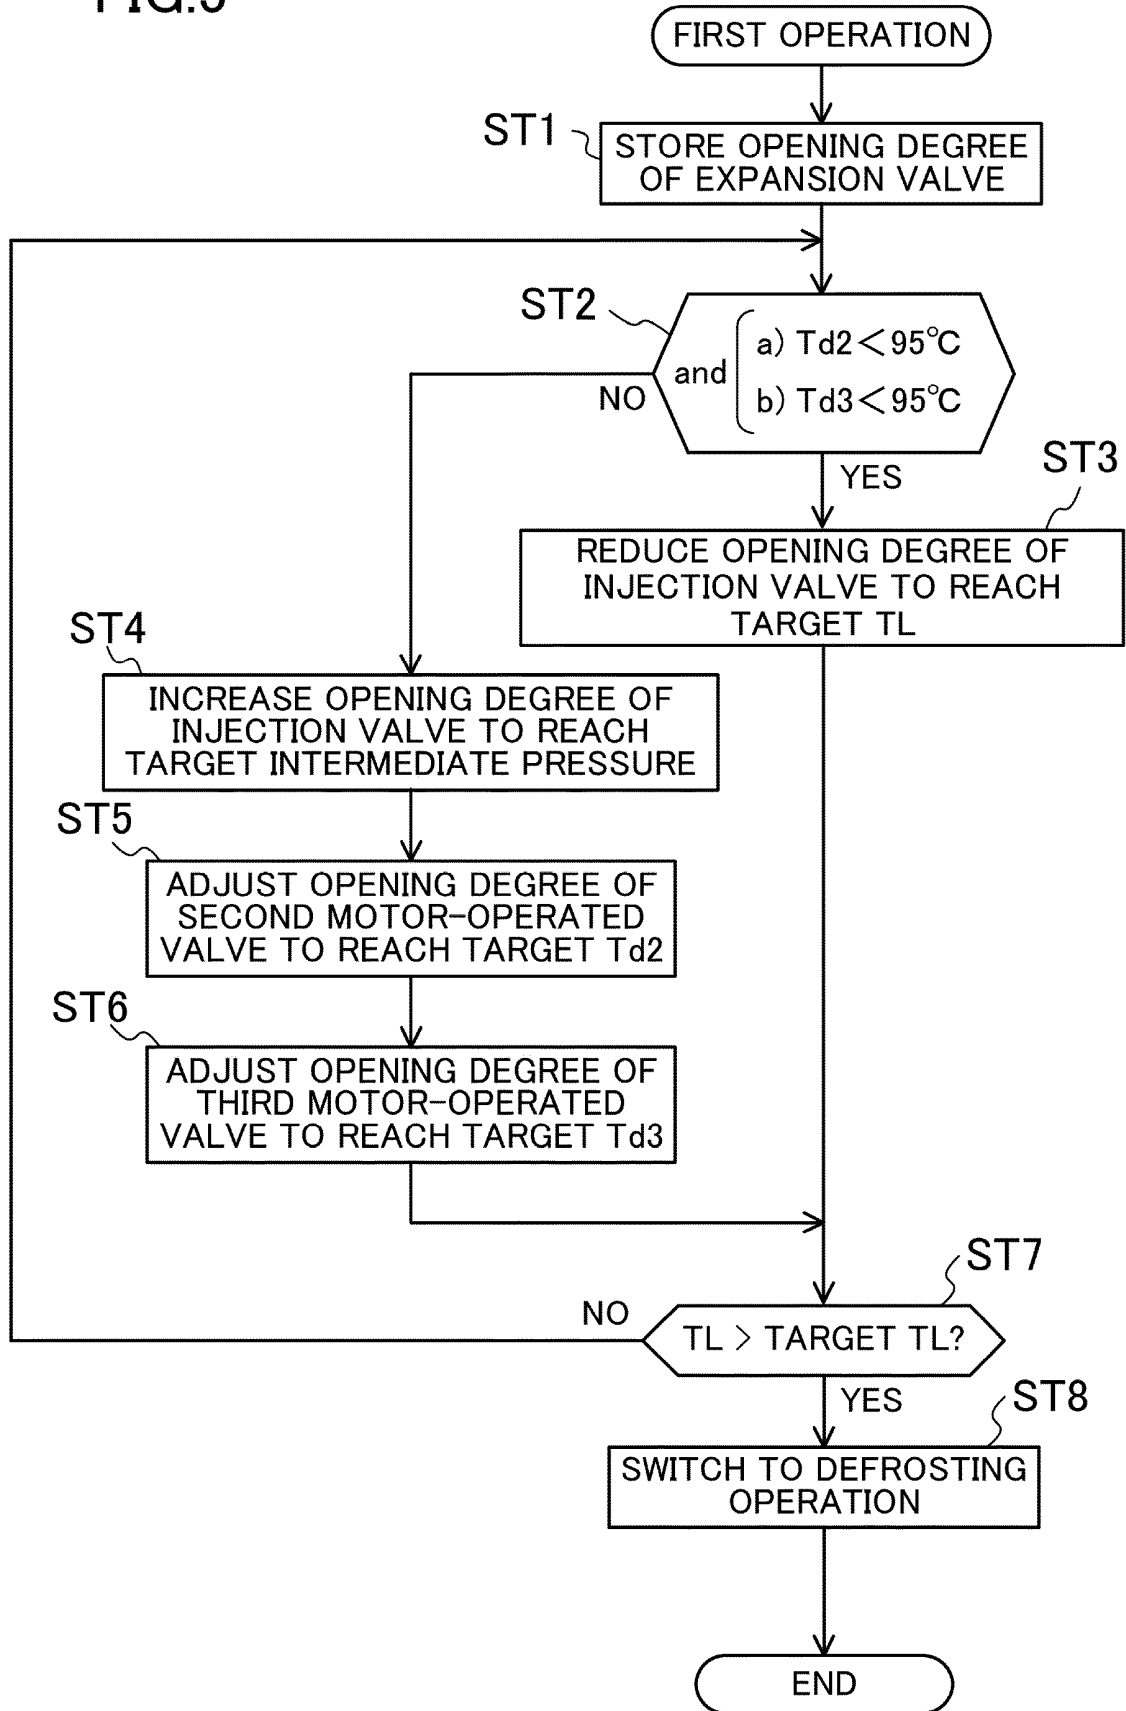 FIRST OPERATION
ST1
STORE OPENING DEGREE
OF EXPANSION VALVE
ST2
and
a) Td2<95℃
b) Td3<95℃
NO
YES
ST3
REDUCE OPENING DEGREE OF
INJECTION VALVE TO REACH
TARGET TL
ST4
INCREASE OPENING DEGREE OF
INJECTION VALVE TO REACH
TARGET INTERMEDIATE PRESSURE
ST5
ADJUST OPENING DEGREE OF
SECOND MOTOR-OPERATED
VALVE TO REACH TARGET Td2
ST6
ADJUST OPENING DEGREE OF
THIRD MOTOR-OPERATED
VALVE TO REACH TARGET Td3
ST7
NO
TL > TARGET TL?
YES
ST8
SWITCH TO DEFROSTING
OPERATION
END